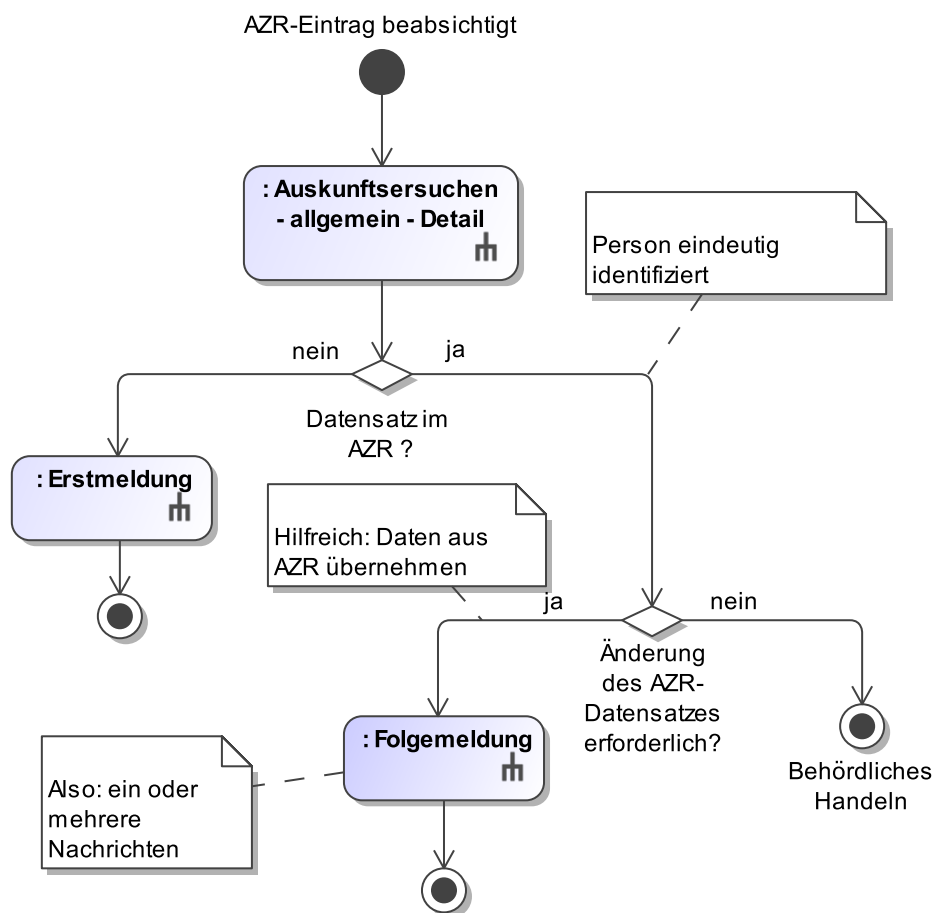 AZR-Eintrag beabsichtigt
: Auskunftsersuchen
- allgemein - Detail
Person eindeutig
identifiziert
nein
ja
Datensatz im
AZR ?
: Erstmeldung
Hilfreich: Daten aus
AZR übernehmen
ja
nein
Änderung
des AZR-
Datensatzes
erforderlich?
: Folgemeldung
Behördliches
Handeln
Also: ein oder
mehrere
Nachrichten